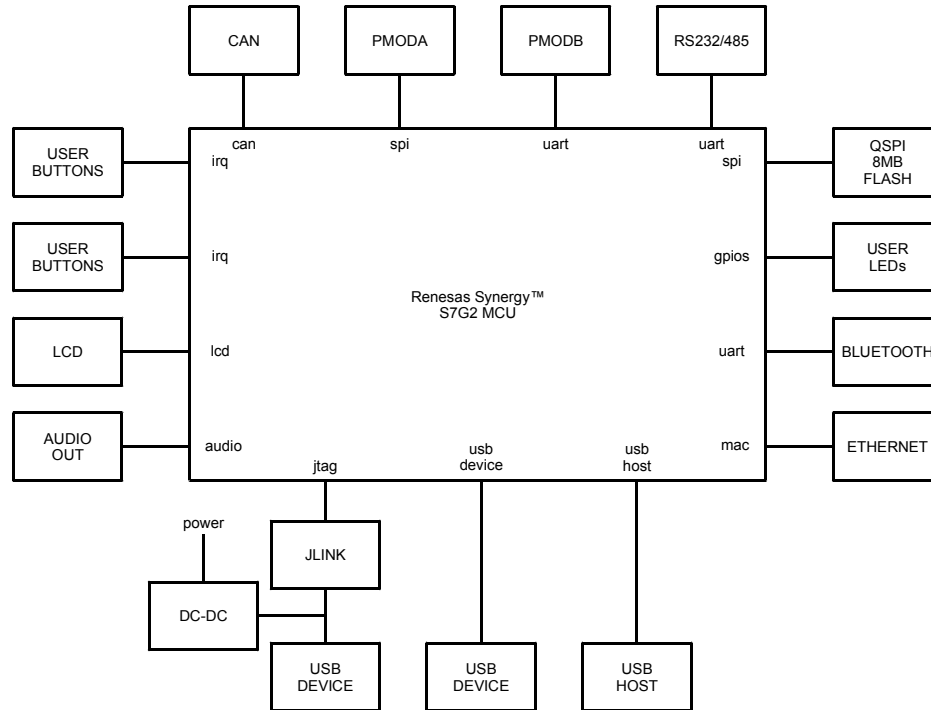 CAN
PMODA
PMODB
RS232/485
can
spi
uart
uart
USER
BUTTONS
irq
spi
QSPI
8MB
FLASH
USER
BUTTONS
irq
gpios
USER
LEDs
Renesas Synergy™
S7G2 MCU
LCD
lcd
uart
BLUETOOTH
AUDIO
OUT
audio
mac
ETHERNET
jtag
usb
device
usb
host
power
JLINK
DC-DC
USB
DEVICE
USB
DEVICE
USB
HOST